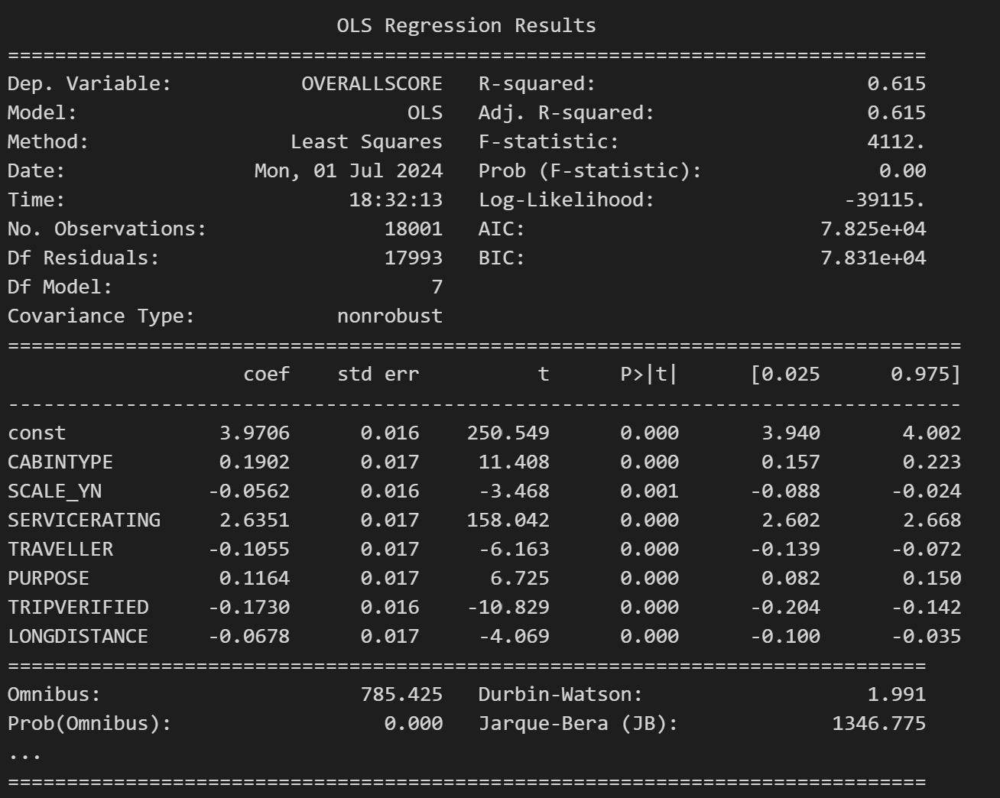 OLS Regression Results
==============================================================================
Dep. Variable: OVERALLSCORE R-squared: 0.615
Model: OLS Adj. R-squared: 0.615
Method: Least Squares F-statistic: 4112.
Date: Mon, 01 Jul 2024 Prob (F-statistic): 0.00
Time: 18:32:13 Log-Likelihood: -39115.
No. Observations: 18001 AIC: 7.825e+04
Df Residuals: 17993 BIC: 7.831e+04
Df Model: 7
Covariance Type: nonrobust
=================================================================================
coef std err t P>|t| [0.025 0.975]
---------------------------------------------------------------------------------
const 3.9706 0.016 250.549 0.000 3.940 4.002
CABINTYPE 0.1902 0.017 11.408 0.000 0.157 0.223
SCALE_YN -0.0562 0.016 -3.468 0.001 -0.088 -0.024
SERVICERATING 2.6351 0.017 158.042 0.000 2.602 2.668
TRAVELLER -0.1055 0.017 -6.163 0.000 -0.139 -0.072
PURPOSE 0.1164 0.017 6.725 0.000 0.082 0.150
TRIPVERIFIED -0.1730 0.016 -10.829 0.000 -0.204 -0.142
LONGDISTANCE -0.0678 0.017 -4.069 0.000 -0.100 -0.035
==============================================================================
Omnibus: 785.425 Durbin-Watson: 1.991
Prob(Omnibus): 0.000 Jarque-Bera (JB): 1346.775
...
==============================================================================